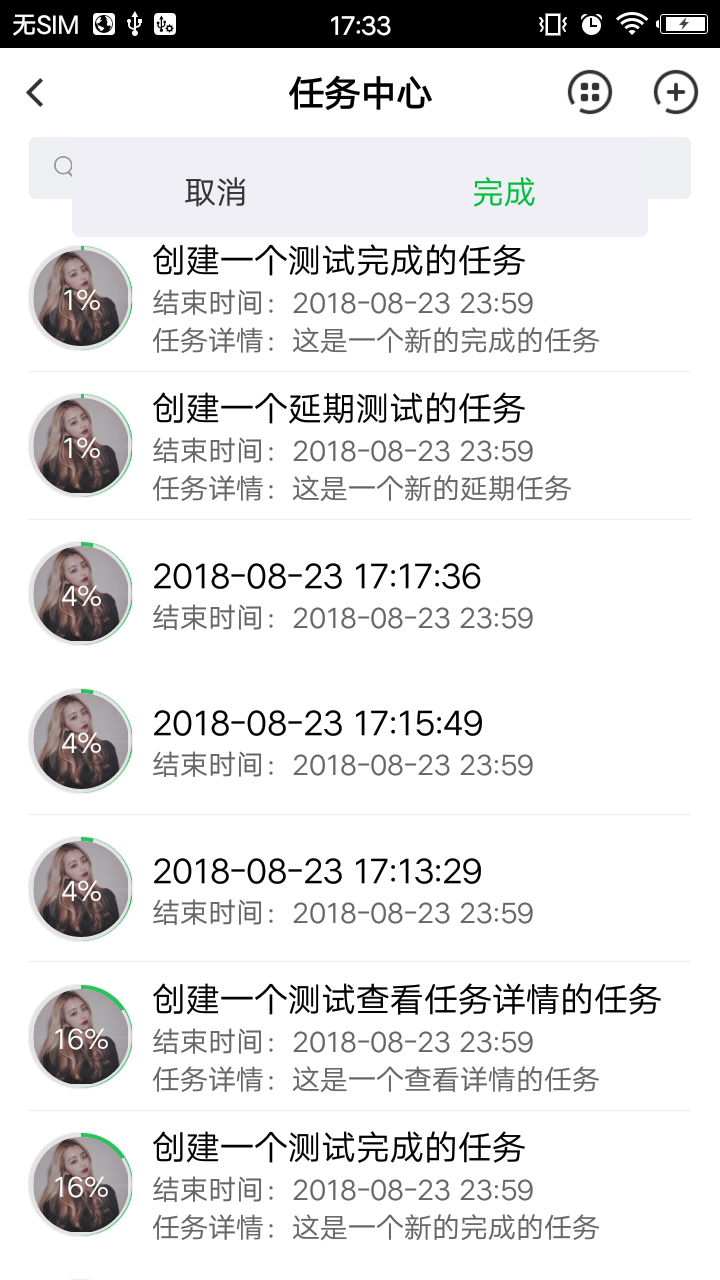 无SIM 17:33
任务中心
取消 完成
1%
创建一个测试完成的任务
结束时间：2018-08-23 23:59
任务详情：这是一个新的完成的任务
1%
创建一个延期测试的任务
结束时间：2018-08-23 23:59
任务详情：这是一个新的延期任务
4%
2018-08-23 17:17:36
结束时间：2018-08-23 23:59
4%
2018-08-23 17:15:49
结束时间：2018-08-23 23:59
4%
2018-08-23 17:13:29
结束时间：2018-08-23 23:59
16%
创建一个测试查看任务详情的任务
结束时间：2018-08-23 23:59
任务详情：这是一个查看详情的任务
16%
创建一个测试完成的任务
结束时间：2018-08-23 23:59
任务详情：这是一个新的完成的任务